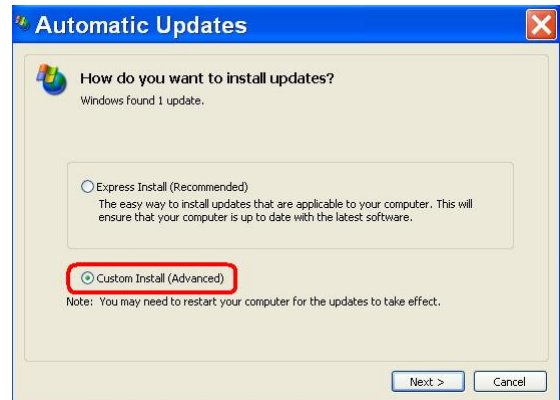 Automatic Updates
How do you want to install updates?
Windows found 1 update.
Express Install (Recommended)
The easy way to install updates that are applicable to your computer. This will
ensure that your computer is up to date with the latest software.
Custom Install (Advanced)
Note: You may need to restart your computer for the updates to take effect.
Next >
Cancel